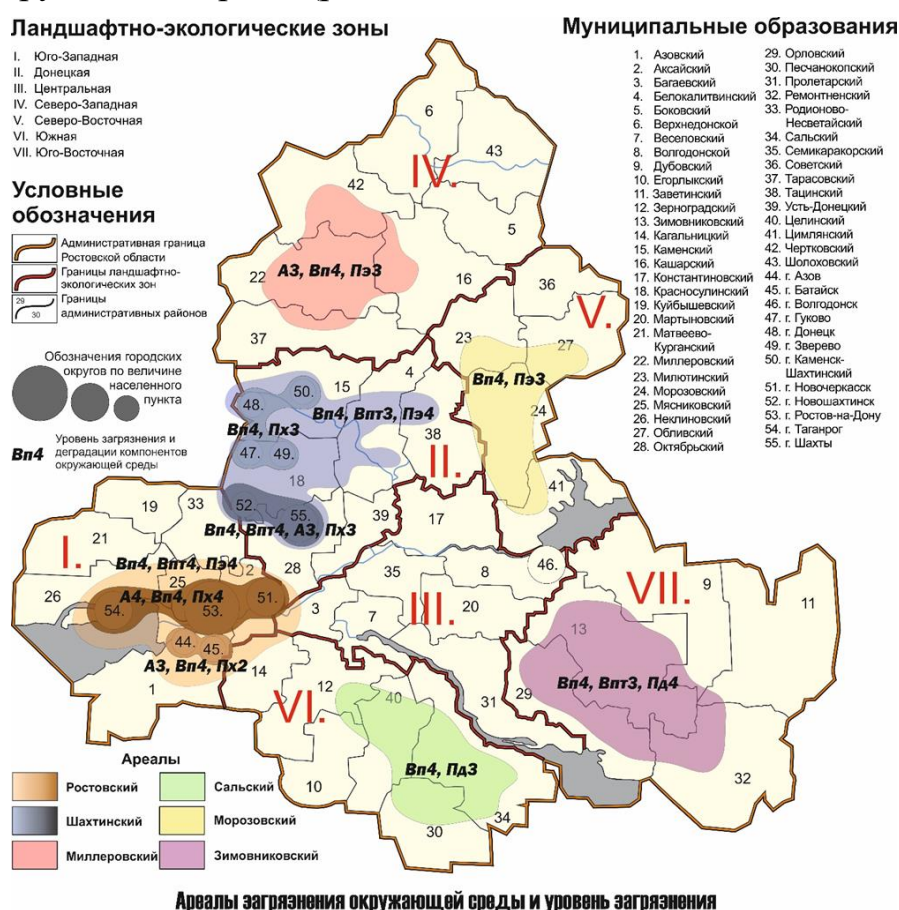 Ландшафтно-экологические зоны
I. Юго-Западная
II. Донецкая
III. Центральная
IV. Северо-Западная
V. Северо-Восточная
VI. Южная
VII. Юго-Восточная
Условные
обозначения
Административная граница
Ростовской области
Границы ландшафтно-
экологических зон
29
30
Границы
административных районов
Обозначения городских
округов по величине
населенного
пункта
Вп4
Уровень загрязнения и
деградации компонентов
окружающей среды
Муниципальные образования
1. Азовский
2. Аксайский
3. Багаевский
4. Белокалитвинский
5. Боковский
6. Верхнедонской
7. Веселовский
8. Волгодонской
9. Дубовский
10. Егорлыкский
11. Заветинский
12. Зерноградский
13. Зимовниковский
14. Кагальницкий
15. Каменский
16. Кашарский
17. Константиновский
18. Красносулинский
19. Куйбышевский
20. Мартыновский
21. Матвеево-
Курганский
22. Миллеровский
23. Милютинский
24. Морозовский
25. Мясниковский
26. Неклиновский
27. Обливский
28. Октябрьский
29. Орловский
30. Песчанокопский
31. Пролетарский
32. Ремонтненский
33. Родионово-
Несветайский
34. Сальский
35. Семикаракорский
36. Советский
37. Тарасовский
38. Тацинский
39. Усть-Донецкий
40. Целинский
41. Цимлянский
42. Чертковский
43. Шолоховский
44. г. Азов
45. г. Батайск
46. г. Волгодонск
47. г. Гуково
48. г. Донецк
49. г. Зверево
50. г. Каменск-
Шахтинский
51. г. Новочеркасск
52. г. Новошахтинск
53. г. Ростов-на-Дону
54. г. Таганрог
55. г. Шахты
6
43
42
IV.
5
22
А3, Вп4, Пэ3
16
36
37
23
V.
27
4
15
50.
48.
Вп4, Пэ3
Вп4, Впт3, Пэ4
24
Вп4, Пх3
38
47.
49.
II.
18
41
52.
55.
19
33
39
17
Вп4, Впт4, А3, Пх3
21
I.
28
46.
Вп4, Впт4, Пэ4
35
8
VII.
9
25
2
26
А4, Вп4, Пх4
11
54.
53.
51.
3
7
III.
20
13
44.
45.
А3, Вп4, Пх2
14
1
12
40
31
29
Вп4, Впт3, Пд4
VI.
Вп4, Пд3
32
10
30
34
Ареалы
Ростовский
Шахтинский
Миллеровский
Сальский
Морозовский
Зимовниковский
Ареалы загрязнения окружающей среды и уровень загрязнения